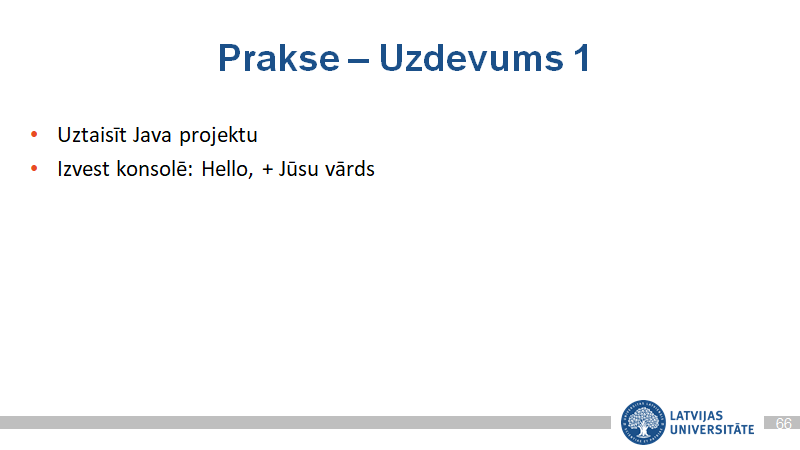 Prakse – Uzdevums 1
• Uztaisīt Java projektu
• Izvest konsolē: Hello, + Jūsu vārds
LATVIJAS
UNIVERSITĀTE
66